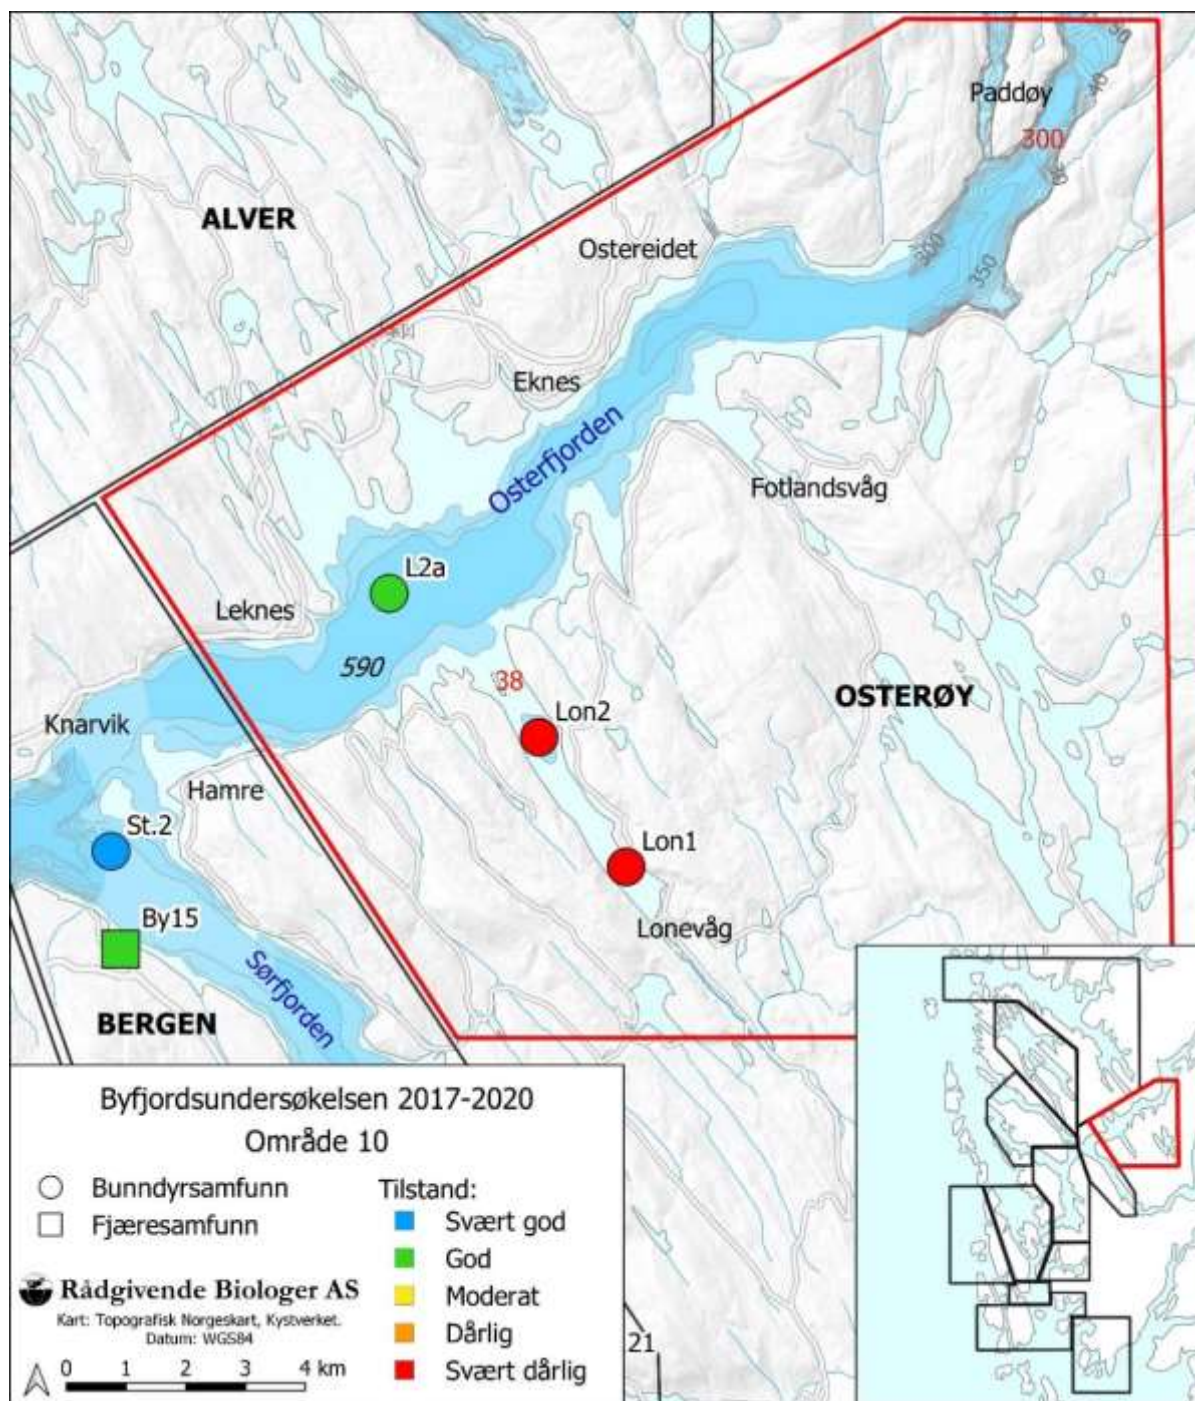 Paddøy
50
40
300
ALVER
Ostereidet
300
350
Eknes
Osterfjorden
Fotlandsvåg
L2a
Leknes
590
38
OSTERØY
Lon2
Knarvik
Hamre
St.2
Lon1
By15
Lonevåg
Sørfjorden
BERGEN
Byfjordsundersøkelsen 2017-2020
Område 10
Bunndyrsamfunn
Fjæresamfunn
Tilstand:
Svært god
God
Moderat
Dårlig
Svært dårlig
Rådgivende Biologer AS
Kart: Topografisk Norgeskart, Kystverket.
Datum: WGS84
0 1 2 3 4 km
21